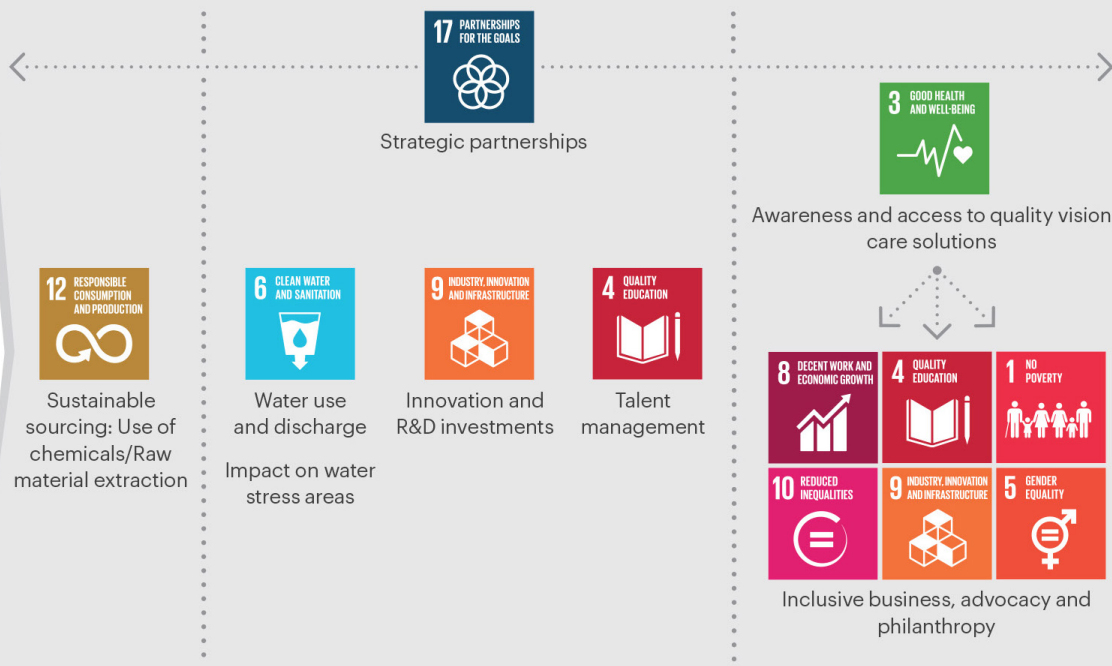 17 PARTNERSHIPS
FOR THE GOALS
Strategic partnerships
3 GOOD HEALTH
AND WELL-BEING
Awareness and access to quality vision
care solutions
12 RESPONSIBLE
CONSUMPTION
AND PRODUCTION
Sustainable
sourcing: Use of
chemicals/Raw
material extraction
6 CLEAN WATER
AND SANITATION
Water use
and discharge
Impact on water
stress areas
9 INDUSTRY, INNOVATION
AND INFRASTRUCTURE
Innovation and
R&D investments
4 QUALITY
EDUCATION
Talent
management
8 DECENT WORK AND
ECONOMIC GROWTH
4 QUALITY
EDUCATION
1 NO
POVERTY
10 REDUCED
INEQUALITIES
9 INDUSTRY, INNOVATION
AND INFRASTRUCTURE
5 GENDER
EQUALITY
Inclusive business, advocacy and
philanthropy